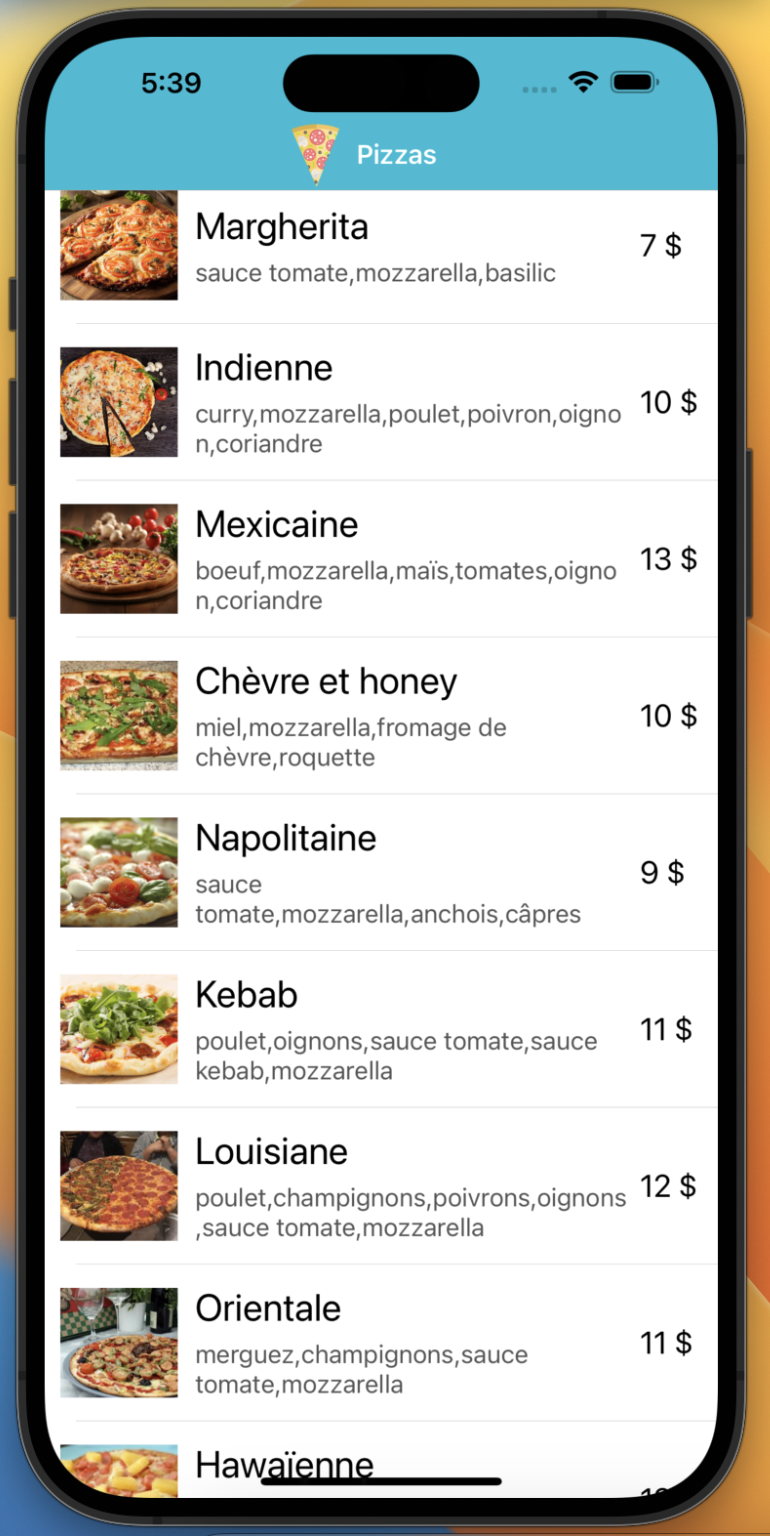 5:39
Pizzas
Margherita
7 $
sauce tomate,mozzarella,basilic
Indienne
10 $
curry,mozzarella,poulet,poivron,oigno
n,coriandre
Mexicaine
13 $
boeuf,mozzarella,maïs,tomates,oigno
n,coriandre
Chèvre et honey
10 $
miel,mozzarella,fromage de
chèvre,roquette
Napolitaine
9 $
sauce
tomate,mozzarella,anchois,câpres
Kebab
11 $
poulet,oignons,sauce tomate,sauce
kebab,mozzarella
Louisiane
12 $
poulet,champignons,poivrons,oignons
,sauce tomate,mozzarella
Orientale
11 $
merguez,champignons,sauce
tomate,mozzarella
Hawaïenne